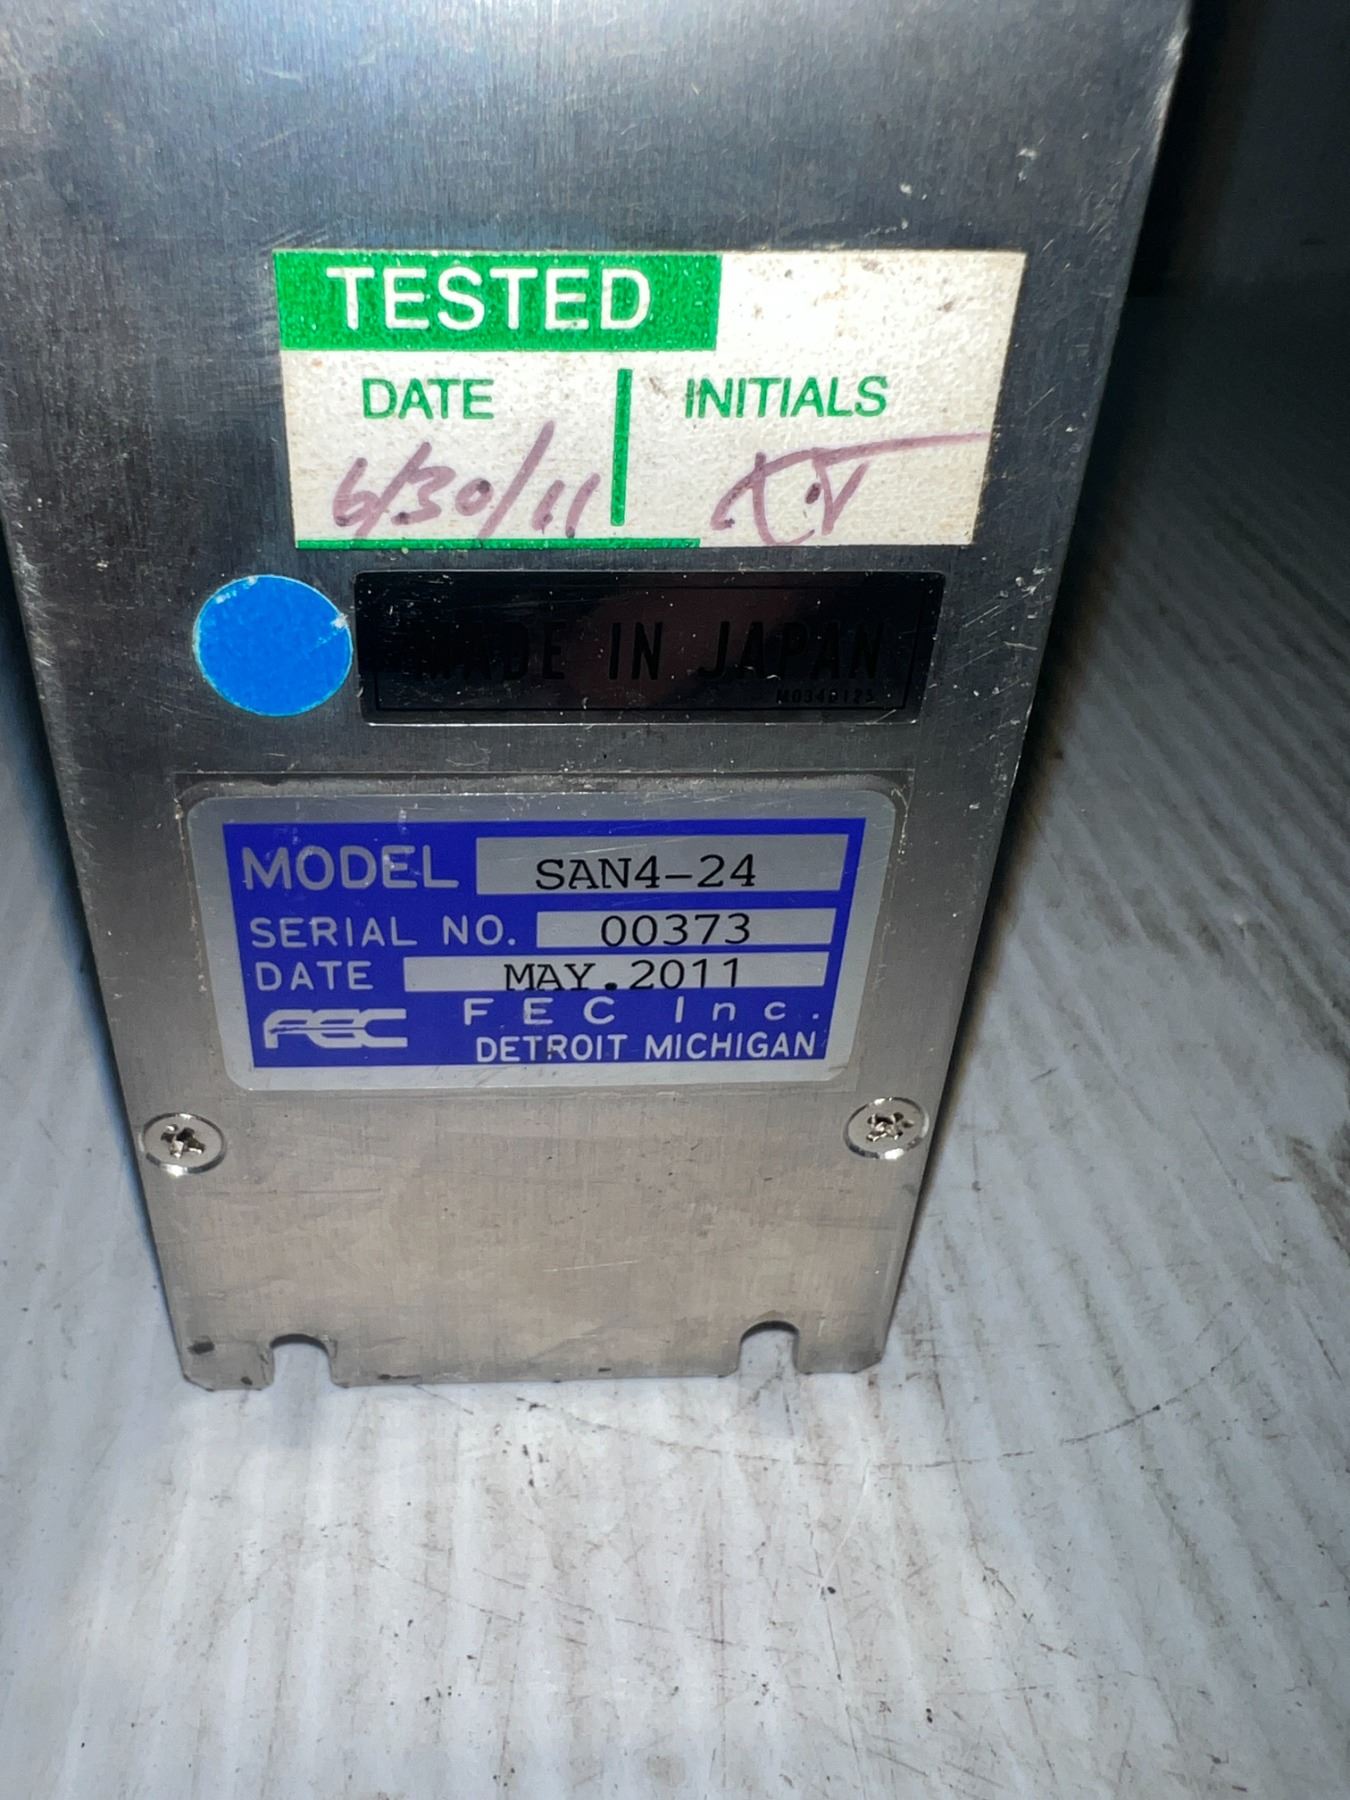 TESTED
DATE INITIALS
6/30/11
MADE IN JAPAN
MODEL SAN4-24
SERIAL NO. 00373
DATE MAY.2011
FEC FEC Inc.
DETROIT MICHIGAN